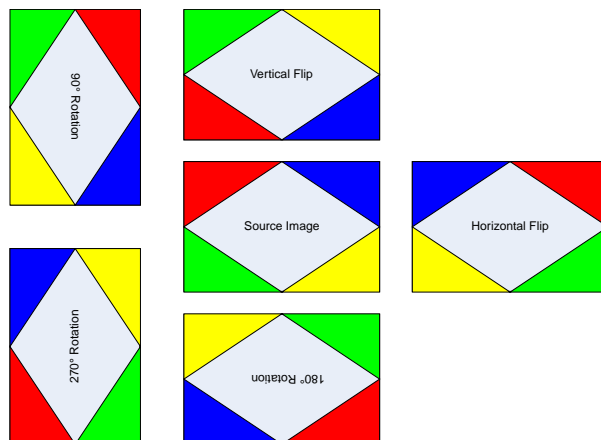 90° Rotation
Vertical Flip
Source Image
Horizontal Flip
270° Rotation
180° Rotation